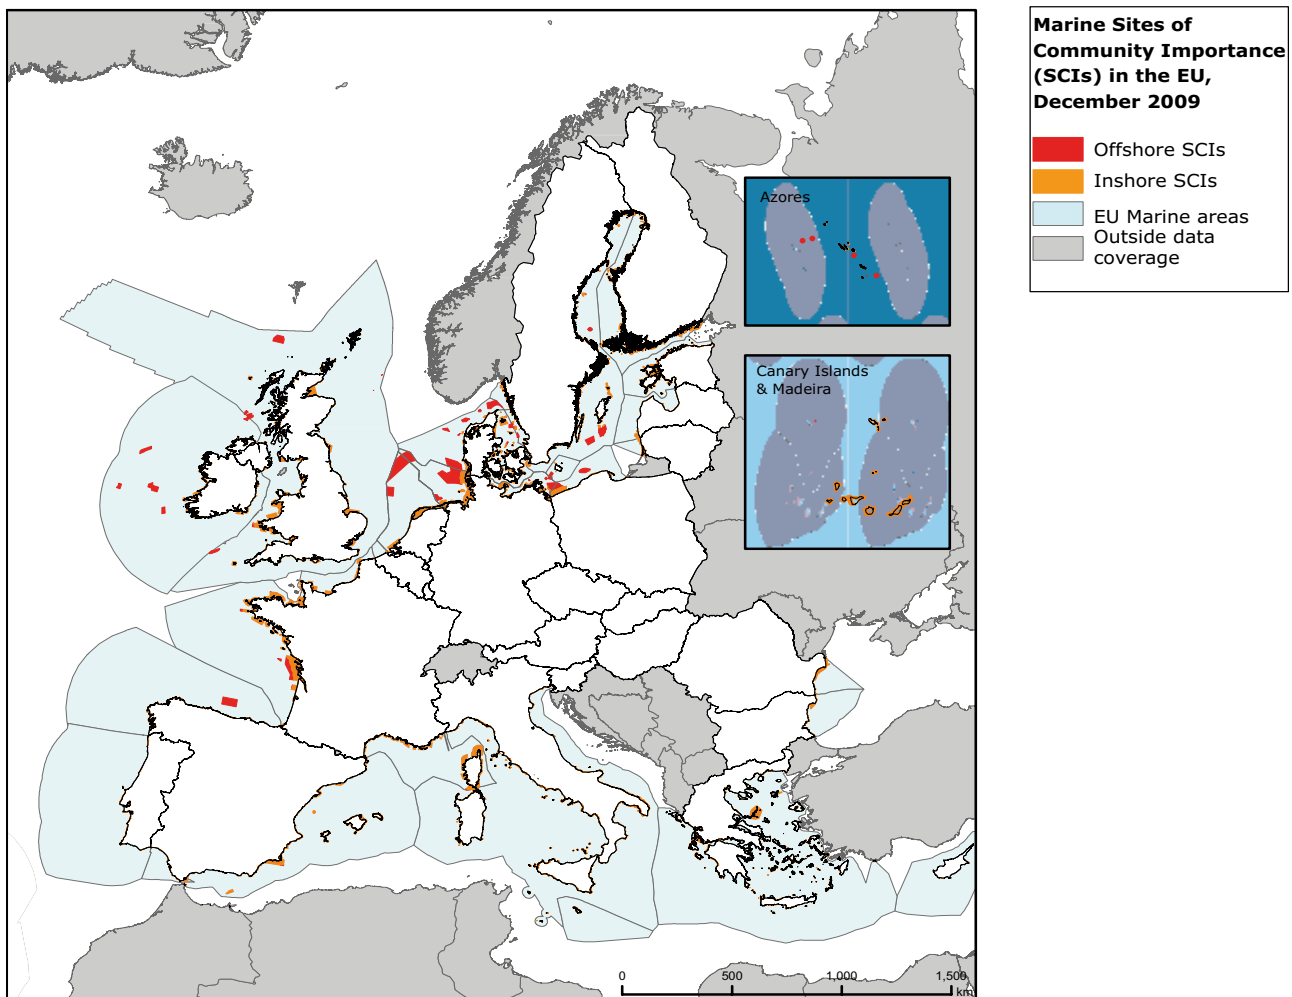 Marine Sites of
Community Importance
(SCIs) in the EU,
December 2009
Offshore SCIs
Inshore SCIs
EU Marine areas
Outside data
coverage
Azores
Canary Islands
& Madeira
0 500 1,000 1,500
km